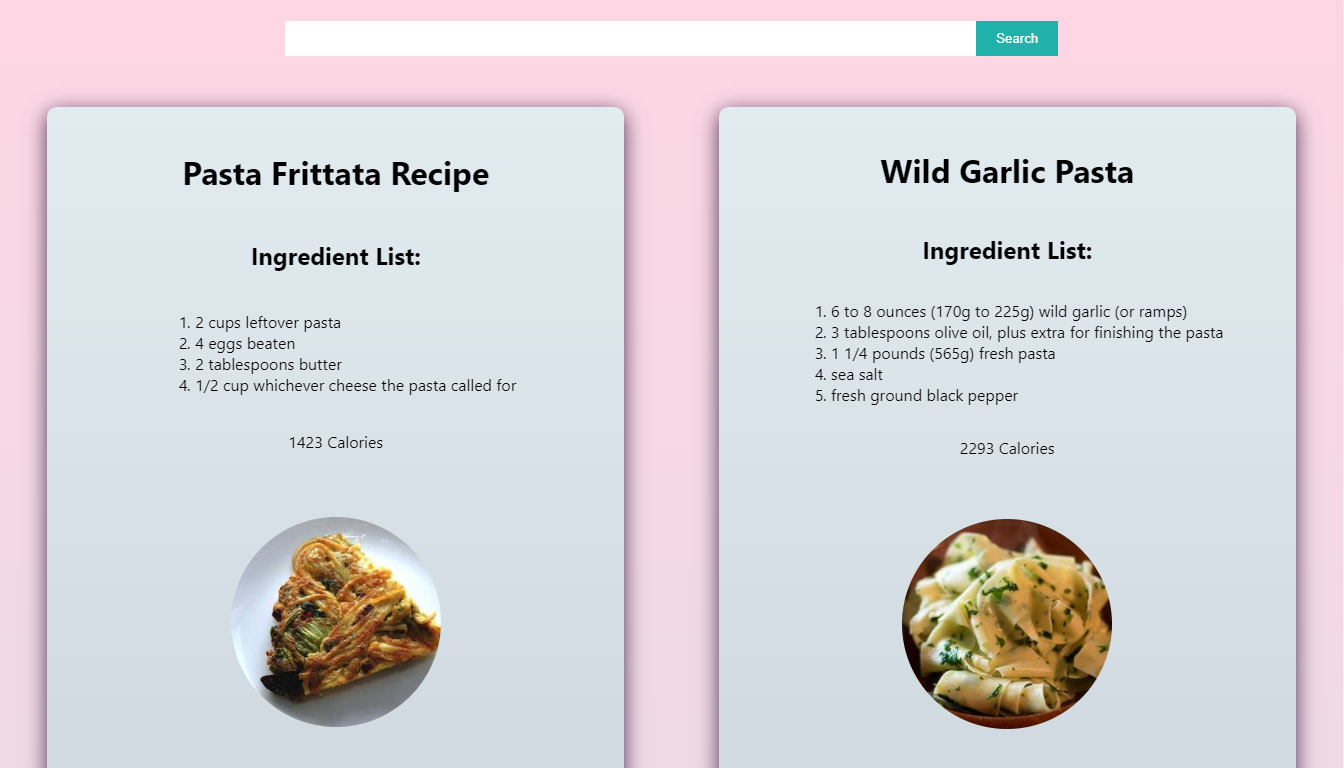 Search
Pasta Frittata Recipe
Ingredient List:
1. 2 cups leftover pasta
2. 4 eggs beaten
3. 2 tablespoons butter
4. 1/2 cup whichever cheese the pasta called for
1423 Calories
Wild Garlic Pasta
Ingredient List:
1. 6 to 8 ounces (170g to 225g) wild garlic (or ramps)
2. 3 tablespoons olive oil, plus extra for finishing the pasta
3. 1 1/4 pounds (565g) fresh pasta
4. sea salt
5. fresh ground black pepper
2293 Calories